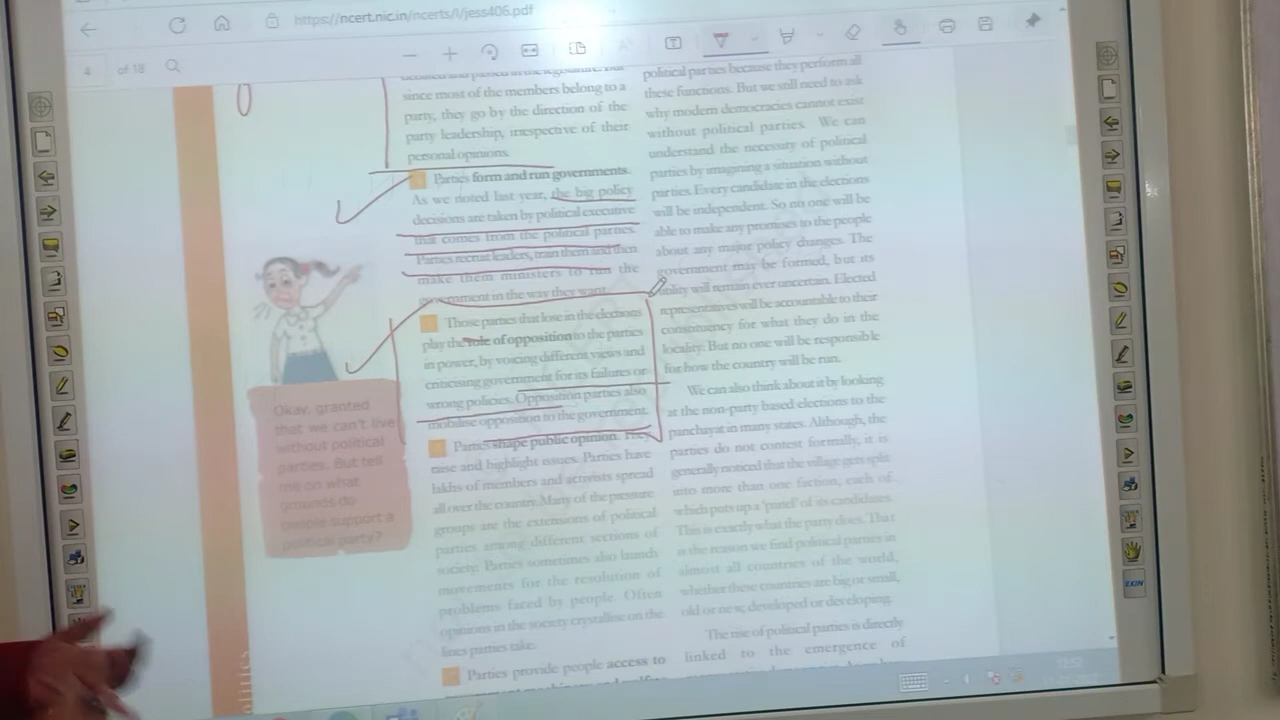 https://ncert.nic.in/ncerts/l/jess406.pdf
4 of 18
since most of the members belong to a
party, they go by the direction of the
party leadership, irrespective of their
personal opinions.
Parties form and run governments.
As we noted last year, the big policy
decisions are taken by political executive
that comes from the political parties.
Parties recruit leaders, train them and then
make them ministers to run the
government in the way they want.
Those parties that lose in the elections
play the role of opposition to the parties
in power, by voicing different views and
criticising government for its failures or
wrong policies. Opposition parties also
mobilise opposition to the government.
Parties shape public opinion. They
raise and highlight issues. Parties have
lakhs of members and activists spread
all over the country. Many of the pressure
groups are the extensions of political
parties among different sections of
society. Parties sometimes also launch
movements for the resolution of
problems faced by people. Often
opinions in the society crystallise on the
lines parties take.
Parties provide people access to
Okay, granted
that we can't live
without political
parties. But tell
me on what
grounds do
people support a
political party?
political parties because they perform all
these functions. But we still need to ask
why modern democracies cannot exist
without political parties. We can
understand the necessity of political
parties by imagining a situation without
parties. Every candidate in the elections
will be independent. So no one will be
able to make any promises to the people
about any major policy changes. The
government may be formed, but its
utility will remain ever uncertain. Elected
representatives will be accountable to their
constituency for what they do in the
locality. But no one will be responsible
for how the country will be run.
We can also think about it by looking
at the non-party based elections to the
panchayat in many states. Although, the
parties do not contest formally, it is
generally noticed that the village gets split
into more than one faction, each of
which puts up a 'panel' of its candidates.
This is exactly what the party does. That
is the reason we find political parties in
almost all countries of the world,
whether these countries are big or small,
old or new, developed or developing.
The rise of political parties is directly
linked to the emergence of
EXIN